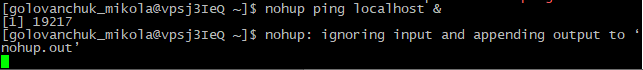 [golovanchuk_mikola@vpsj3IeQ ~]$ nohup ping localhost &
[1] 19217
[golovanchuk_mikola@vpsj3IeQ ~]$ nohup: ignoring input and appending output to ‘
nohup.out’